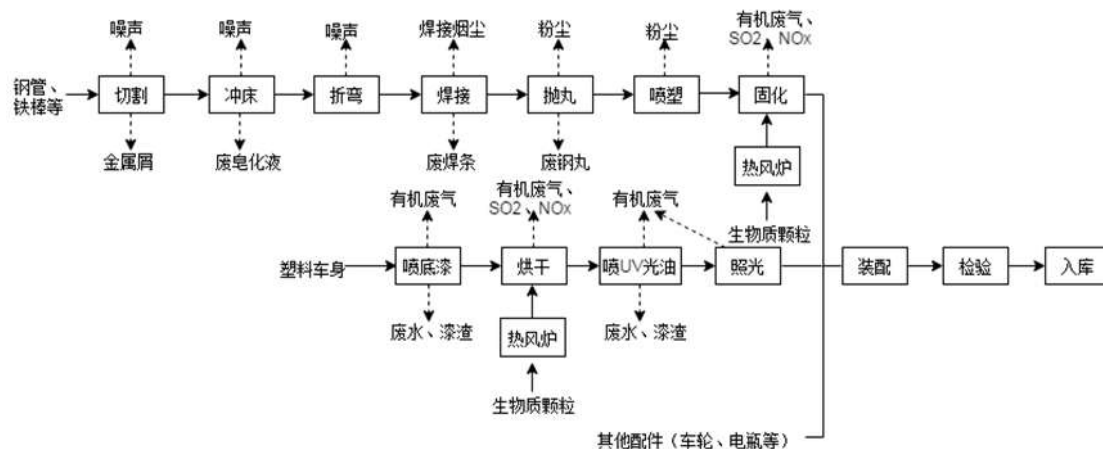 噪声
噪声
噪声
焊接烟尘
粉尘
粉尘
有机废气、
SO2、NOx
钢管、
铁棒等
切割
冲床
折弯
焊接
抛丸
喷塑
固化
金属屑
废皂化液
废焊条
废钢丸
热风炉
生物质颗粒
有机废气
有机废气、
SO2、NOx
有机废气
塑料车身
喷底漆
烘干
喷UV光油
照光
装配
检验
入库
废水、漆渣
热风炉
废水、漆渣
生物质颗粒
其他配件（车轮、电瓶等）